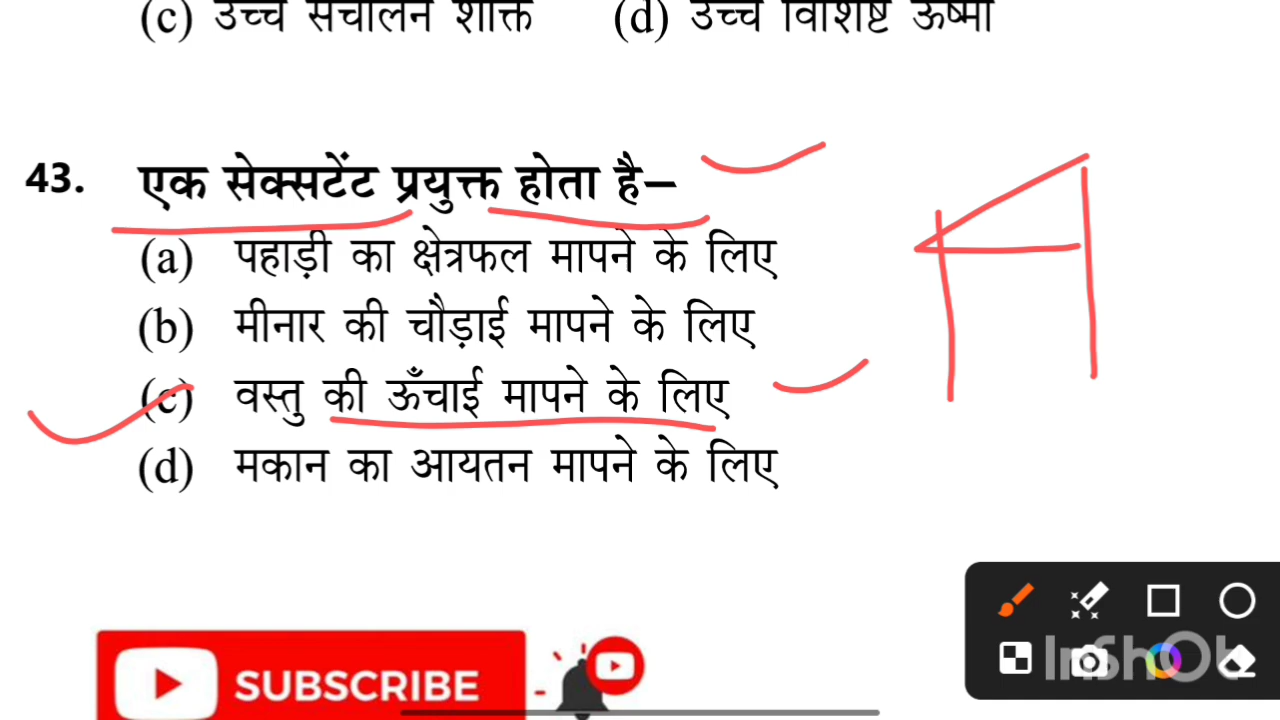 (c) उच्च संचालन शक्ति (d) उच्च विशिष्ट ऊष्मा
43. एक सेक्सटेंट प्रयुक्त होता है–
(a) पहाड़ी का क्षेत्रफल मापने के लिए
(b) मीनार की चौड़ाई मापने के लिए
(c) वस्तु की ऊँचाई मापने के लिए
(d) मकान का आयतन मापने के लिए
SUBSCRIBE
InShOt